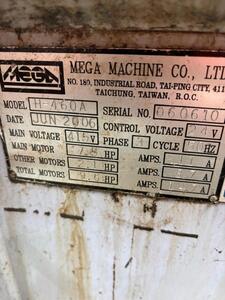 MEGA
MEGA MACHINE CO., LTD
NO. 180, INDUSTRIAL ROAD, TAI-PING CITY, 411
TAICHUNG, TAIWAN, R.O.C.
MODEL H-460A SERIAL NO. 060610
DATE JUN 2006 CONTROL VOLTAGE V
MAIN VOLTAGE 415V PHASE CYCLE HZ
MAIN MOTOR HP AMPS. A
OTHER MOTORS HP AMPS. A
TOTAL MOTORS HP AMPS. A